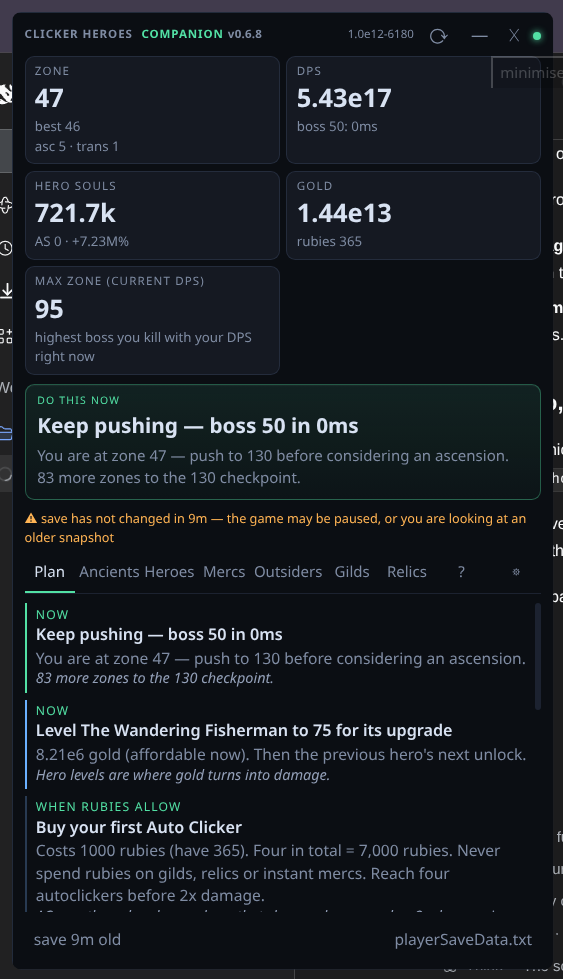 CLICKER HEROES COMPANION v0.6.8 1.0e12-6180
minimise
ZONE
47
best 46
asc 5 · trans 1
DPS
5.43e17
boss 50: 0ms
HERO SOULS
721.7k
AS 0 · +7.23M%
GOLD
1.44e13
rubies 365
MAX ZONE (CURRENT DPS)
95
highest boss you kill with your DPS
right now
DO THIS NOW
Keep pushing — boss 50 in 0ms
You are at zone 47 — push to 130 before considering an ascension.
83 more zones to the 130 checkpoint.
⚠ save has not changed in 9m — the game may be paused, or you are looking at an
older snapshot
Plan Ancients Heroes Mercs Outsiders Gilds Relics ?
NOW
Keep pushing — boss 50 in 0ms
You are at zone 47 — push to 130 before considering an ascension.
83 more zones to the 130 checkpoint.
NOW
Level The Wandering Fisherman to 75 for its upgrade
8.21e6 gold (affordable now). Then the previous hero's next unlock.
Hero levels are where gold turns into damage.
WHEN RUBIES ALLOW
Buy your first Auto Clicker
Costs 1000 rubies (have 365). Four in total = 7,000 rubies. Never
spend rubies on gilds, relics or instant mercs. Reach four
autoclickers before 2x damage.
save 9m old
playerSaveData.txt